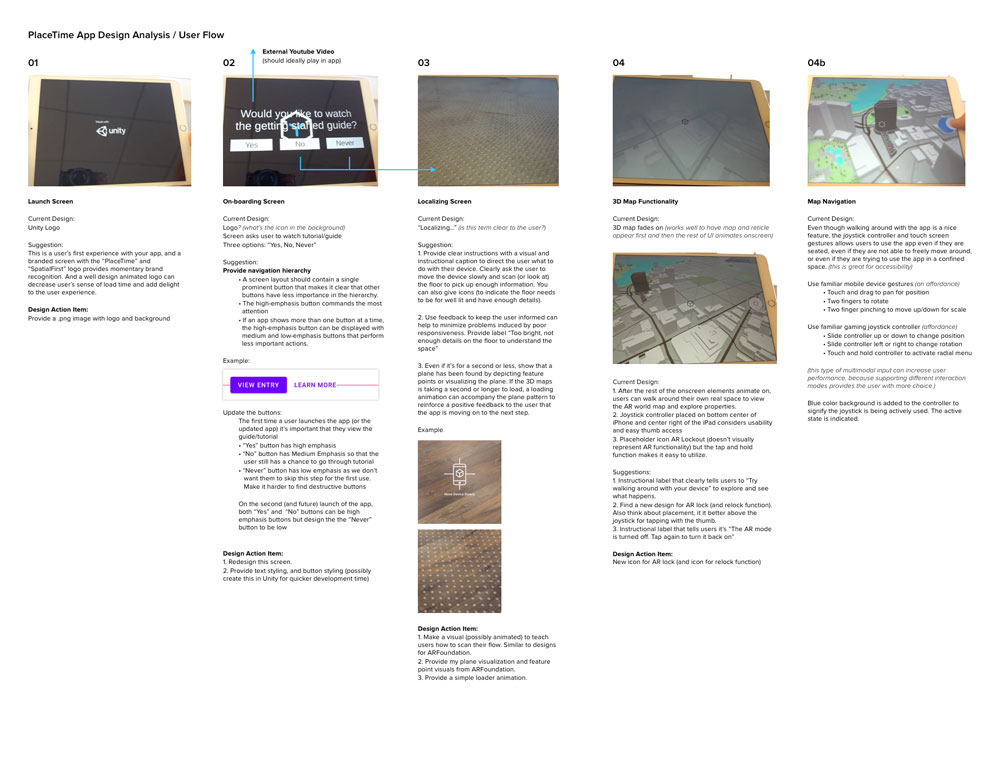 PlaceTime App Design Analysis / User Flow
External Youtube Video
(should ideally play in app)
01
02
03
04
04b
unity
Would you like to watch
the getting started guide?
Yes
No
Never
Launch Screen
Current Design:
Unity Logo
Suggestion:
This is a user's first experience with your app, and a
branded screen with the "PlaceTime" and
"SpatialFirst" logo provides momentary brand
recognition. And a well design animated logo can
decrease user's sense of load time and add delight
to the user experience.
Design Action Item:
Provide a .png image with logo and background
On-boarding Screen
Current Design:
Logo? (what's the icon in the background)
Screen asks user to watch tutorial/guide
Three options: "Yes, No, Never"
Suggestion:
Provide navigation hierarchy
• A screen layout should contain a single
prominent button that makes it clear that other
buttons have less importance in the hierarchy.
• The high-emphasis button commands the most
attention
• If an app shows more than one button at a time,
the high-emphasis button can be displayed with
medium and low-emphasis buttons that perform
less important actions.
Example:
VIEW ENTRY
LEARN MORE
Update the buttons:
The first time a user launches the app (or the
updated app) it's important that they view the
guide/tutorial
• "Yes" button has high emphasis
• "No" button has Medium Emphasis so that the
user still has a chance to go through tutorial
• "Never" button has low emphasis as we don't
want them to skip this step for the first use.
Make it harder to find destructive buttons
On the second (and future) launch of the app,
both "Yes" and "No" buttons can be high
emphasis buttons but design the the "Never"
button to be low
Design Action Item:
1. Redesign this screen.
2. Provide text styling, and button styling (possibly
create this in Unity for quicker development time)
Localizing Screen
Current Design:
"Localizing..." (is this term clear to the user?)
Suggestion:
1. Provide clear instructions with a visual and
instructional caption to direct the user what to
do with their device. Clearly ask the user to
move the device slowly and scan (or look at)
the floor to pick up enough information. You
can also give icons (to indicate the floor needs
to be for well lit and have enough details).
2. Use feedback to keep the user informed can
help to minimize problems induced by poor
responsiveness. Provide label "Too bright, not
enough details on the floor to understand the
space"
3. Even if it's for a second or less, show that a
plane has been found by depicting feature
points or visualizing the plane. If the 3D maps
is taking a second or longer to load, a loading
animation can accompany the plane pattern to
reinforce a positive feedback to the user that
the app is moving on to the next step.
Example
Move Device Slowly
Design Action Item:
1. Make a visual (possibly animated) to teach
users how to scan their flow. Similar to designs
for ARFoundation.
2. Provide my plane visualization and feature
point visuals from ARFoundation.
3. Provide a simple loader animation.
3D Map Functionality
Current Design:
3D map fades on (works well to have map and reticle
appear first and then the rest of UI animates onscreen)
Current Design:
1. After the rest of the onscreen elements animate on,
users can walk around their own real space to view
the AR world map and explore properties.
2. Joystick controller placed on bottom center of
iPhone and center right of the iPad considers usability
and easy thumb access
3. Placeholder icon AR Lockout (doesn't visually
represent AR functionality) but the tap and hold
function makes it easy to utilize.
Suggestions:
1. Instructional label that clearly tells users to "Try
walking around with your device" to explore and see
what happens.
2. Find a new design for AR lock (and relock function).
Also think about placement, it it better above the
joystick for tapping with the thumb.
3. Instructional label that tells users it's "The AR mode
is turned off. Tap again to turn it back on"
Design Action Item:
New icon for AR lock (and icon for relock function)
Map Navigation
Current Design:
Even though walking around with the app is a nice
feature, the joystick controller and touch screen
gestures allows users to use the app even if they are
seated, even if they are not able to freely move around,
or even if they are trying to use the app in a confined
space. (this is great for accessibility)
Use familiar mobile device gestures (an affordance)
• Touch and drag to pan for position
• Two fingers to rotate
• Two finger pinching to move up/down for scale
Use familiar gaming joystick controller (affordance)
• Slide controller up or down to change position
• Slide controller left or right to change rotation
• Touch and hold controller to activate radial menu
(this type of multimodal input can increase user
performance, because supporting different interaction
modes provides the user with more choice.)
Blue color background is added to the controller to
signify the joystick is being actively used. The active
state is indicated.